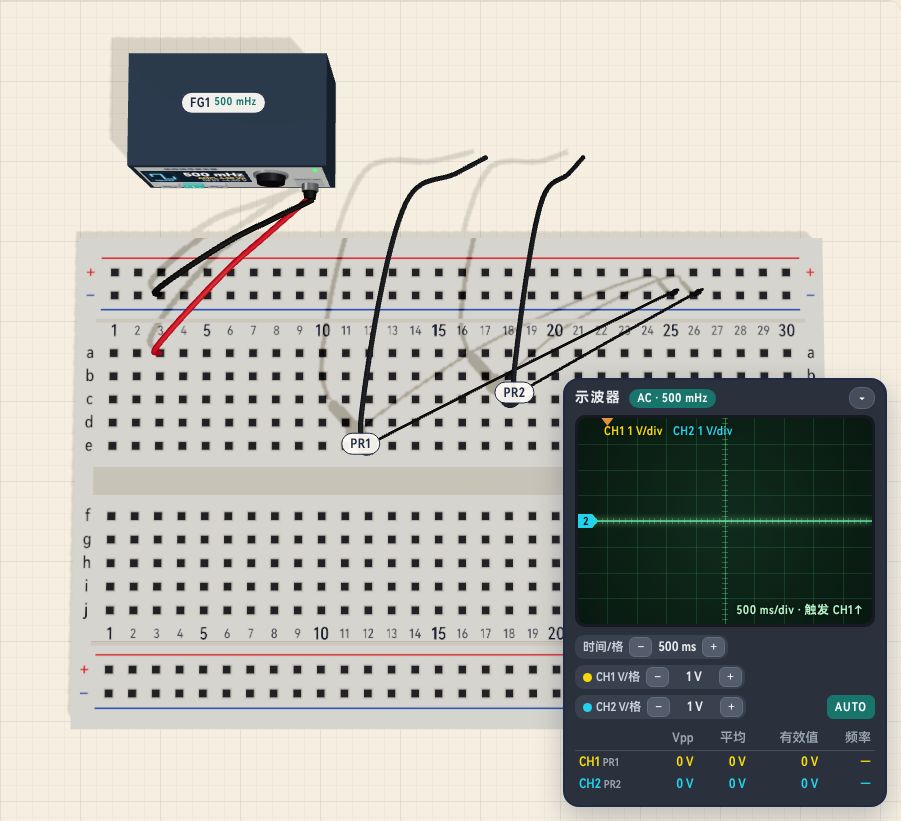 FG1 500 mHz
500 mHz
+ +
− −
1 2 3 4 5 6 7 8 9 10 11 12 13 14 15 16 17 18 19 20 21 22 23 24 25 26 27 28 29 30
a a
b b
c
d
e
PR1
PR2
f
g
h
i
j
1 2 3 4 5 6 7 8 9 10 11 12 13 14 15 16 17 18 19 20
+
−
示波器 AC · 500 mHz
CH1 1 V/div CH2 1 V/div
2
500 ms/div · 触发 CH1↑
时间/格 − 500 ms +
CH1 V/格 − 1 V +
CH2 V/格 − 1 V + AUTO
Vpp 平均 有效值 频率
CH1 PR1 0 V 0 V 0 V —
CH2 PR2 0 V 0 V 0 V —